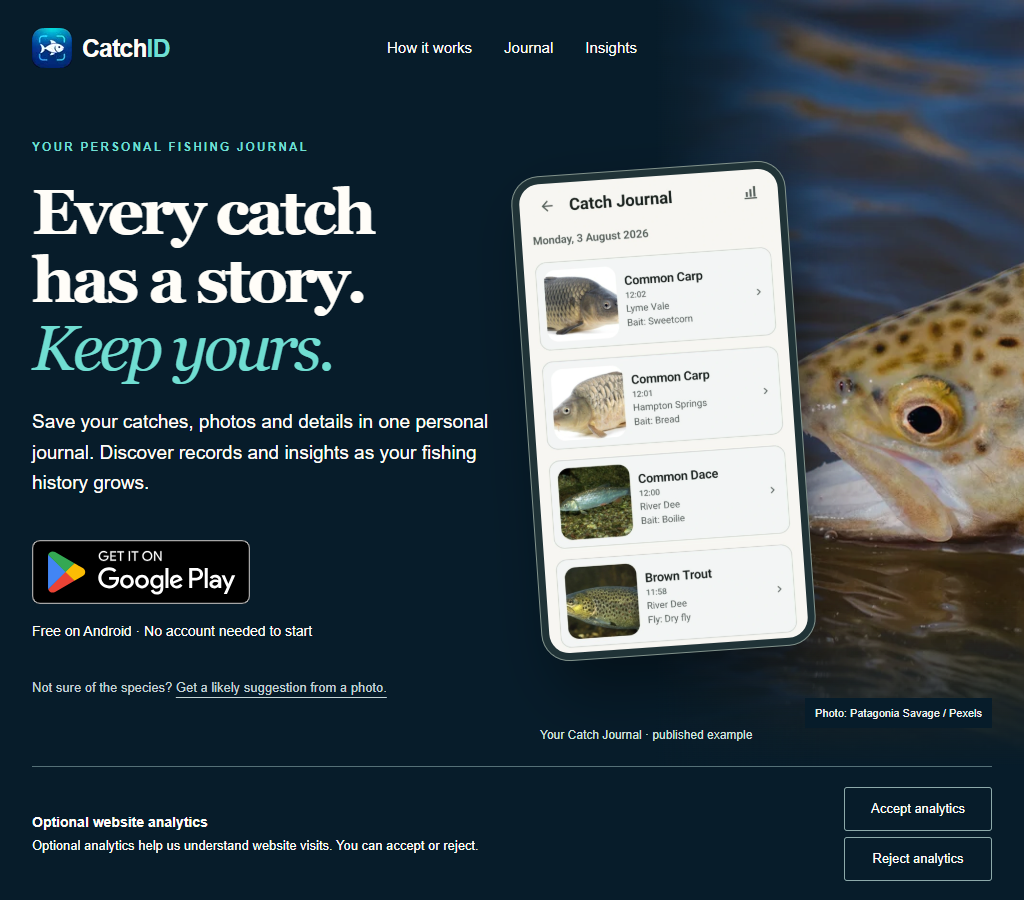 CatchID
How it works
Journal
Insights
YOUR PERSONAL FISHING JOURNAL
Every catch
has a story.
Keep yours.
Save your catches, photos and details in one personal
journal. Discover records and insights as your fishing
history grows.
GET IT ON
Google Play
Free on Android · No account needed to start
Not sure of the species? Get a likely suggestion from a photo.
Catch Journal
Monday, 3 August 2026
Common Carp
12:02
Lyme Vale
Bait: Sweetcorn
Common Carp
12:01
Hampton Springs
Bait: Bread
Common Dace
12:00
River Dee
Bait: Boilie
Brown Trout
11:58
River Dee
Fly: Dry fly
Photo: Patagonia Savage / Pexels
Your Catch Journal · published example
Optional website analytics
Optional analytics help us understand website visits. You can accept or reject.
Accept analytics
Reject analytics